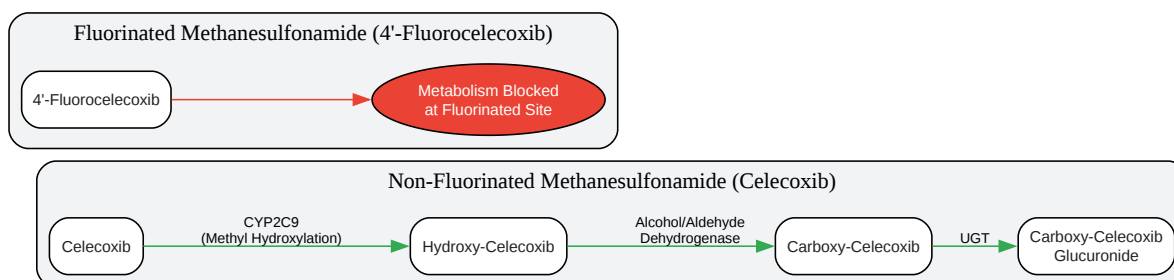 Fluorinated Methanesulfonamide (4'-Fluorocelecoxib)
4'-Fluorocelecoxib
Metabolism Blocked
at Fluorinated Site
Non-Fluorinated Methanesulfonamide (Celecoxib)
Celecoxib
CYP2C9
(Methyl Hydroxylation)
Hydroxy-Celecoxib
Alcohol/Aldehyde
Dehydrogenase
Carboxy-Celecoxib
UGT
Carboxy-Celecoxib
Glucuronide